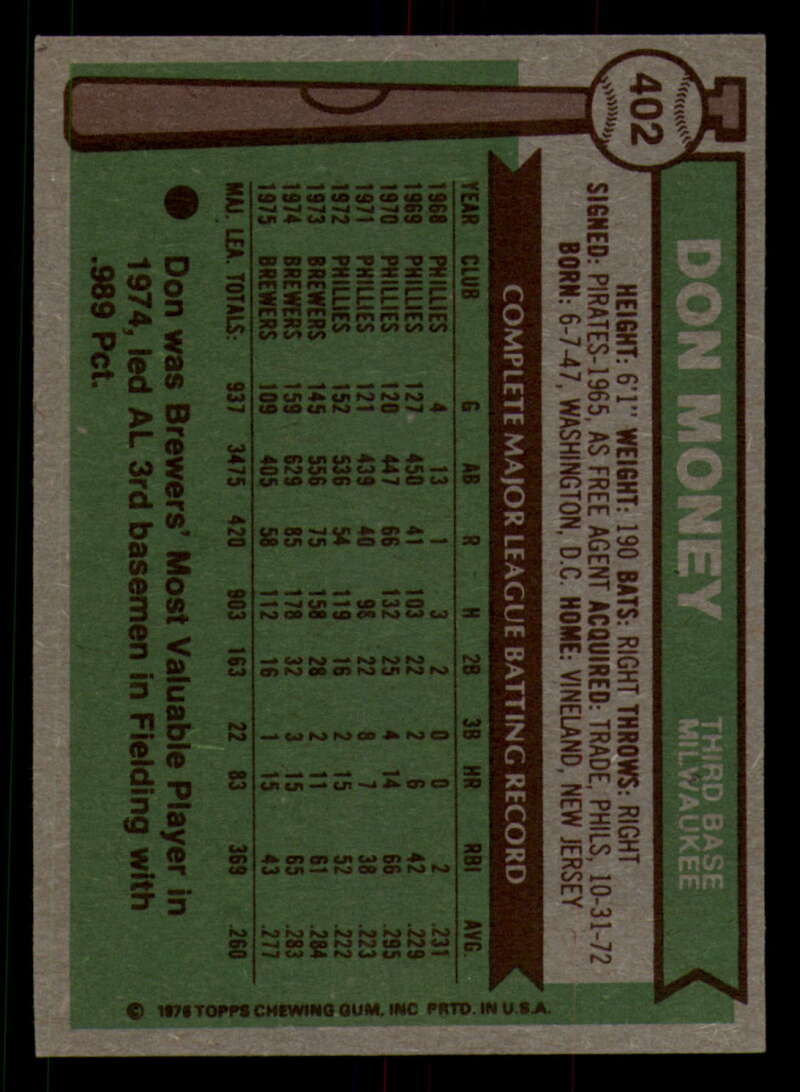 402
DON MONEY
THIRD BASE
MILWAUKEE
HEIGHT: 6'1" WEIGHT: 190 BATS: RIGHT THROWS: RIGHT
SIGNED: PIRATES-1965, AS FREE AGENT ACQUIRED: TRADE, PHILS, 10-31-72
BORN: 6-7-47, WASHINGTON, D.C. HOME: VINELAND, NEW JERSEY
COMPLETE MAJOR LEAGUE BATTING RECORD
YEAR CLUB G AB R H 2B 3B HR RBI AVG.
1968 PHILLIES 4 13 1 3 2 0 0 2 .231
1969 PHILLIES 127 450 41 103 22 2 6 42 .229
1970 PHILLIES 120 447 66 132 25 4 14 66 .295
1971 PHILLIES 121 439 40 98 22 8 7 38 .223
1972 PHILLIES 152 536 54 119 16 2 15 52 .222
1973 BREWERS 145 556 75 158 28 2 11 61 .284
1974 BREWERS 159 629 85 178 32 3 15 65 .283
1975 BREWERS 109 405 58 112 16 1 15 43 .277
MAJ. LEA. TOTALS: 937 3475 420 903 163 22 83 369 .260
Don was Brewers' Most Valuable Player in
1974, led AL 3rd basemen in Fielding with
.989 Pct.
© 1976 TOPPS CHEWING GUM, INC PRTD. IN U.S.A.